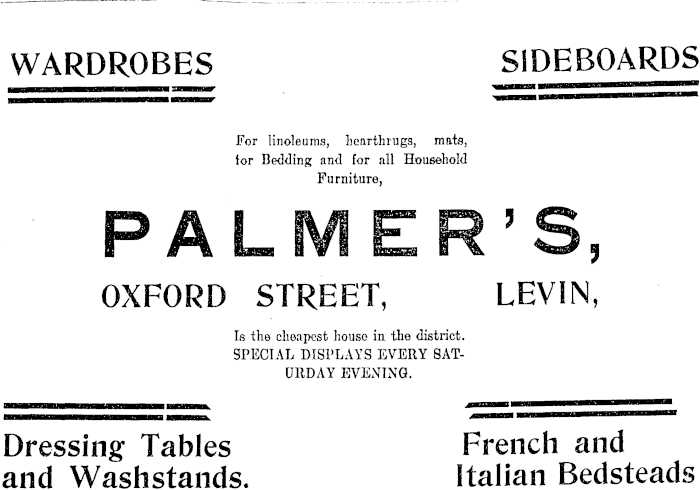 WARDROBES
SIDEBOARDS
For linoleums, hearthrugs, mats,
for Bedding and for all Household
Furniture,
PALMER'S,
OXFORD STREET, LEVIN,
Is the cheapest house in the district.
SPECIAL DISPLAYS EVERY SAT-
URDAY EVENING.
Dressing Tables
and Washstands.
French and
Italian Bedsteads